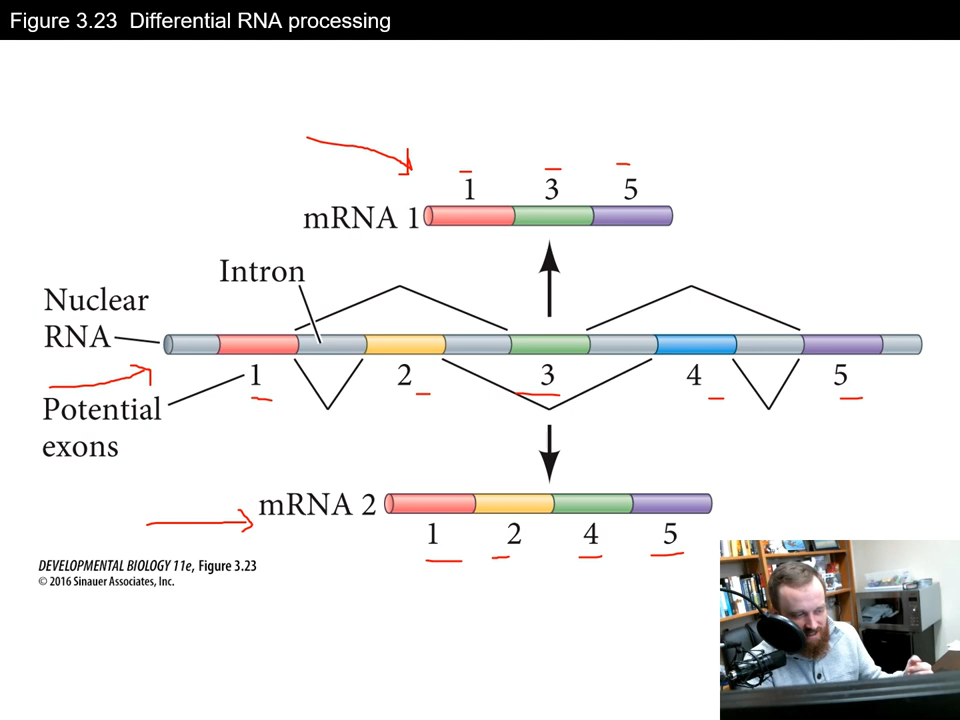 Figure 3.23 Differential RNA processing
1 3 5
mRNA 1
Intron
Nuclear
RNA
1 2 3 4 5
Potential
exons
mRNA 2
1 2 4 5
DEVELOPMENTAL BIOLOGY 11e, Figure 3.23
© 2016 Sinauer Associates, Inc.